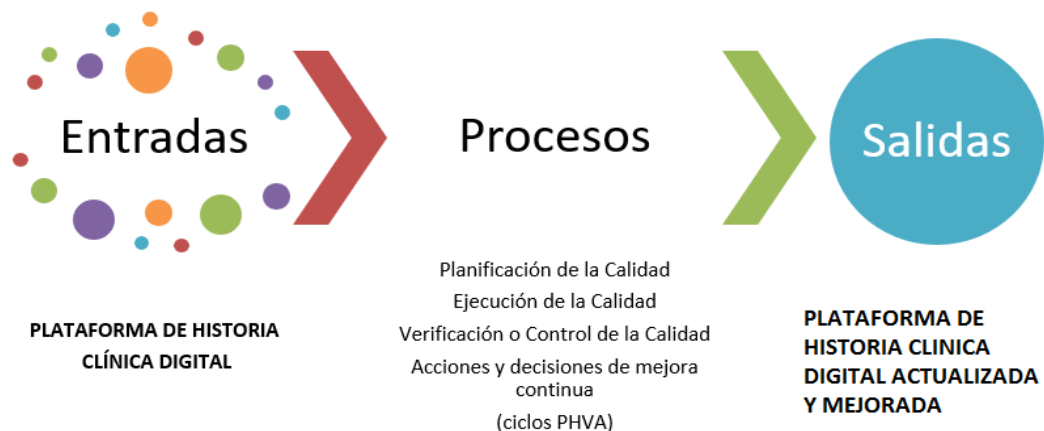 Entradas
Procesos
Salidas
PLATAFORMA DE HISTORIA
CLÍNICA DIGITAL
Planificación de la Calidad
Ejecución de la Calidad
Verificación o Control de la Calidad
Acciones y decisiones de mejora
continua
(ciclos PHVA)
PLATAFORMA DE
HISTORIA CLINICA
DIGITAL ACTUALIZADA
Y MEJORADA